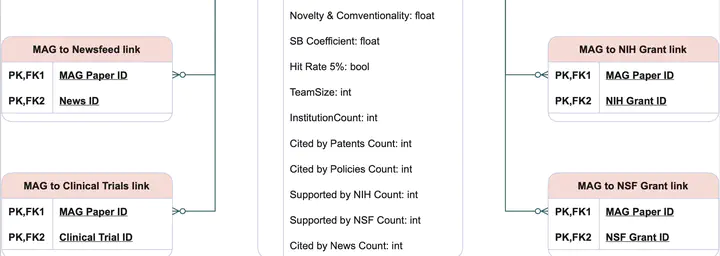 MAG to Newsfeed link
PK,FK1 MAG Paper ID
PK,FK2 News ID
MAG to Clinical Trials link
PK,FK1 MAG Paper ID
PK,FK2 Clinical Trial ID
Novelty & Comventionality: float
SB Coefficient: float
Hit Rate 5%: bool
TeamSize: int
InstitutionCount: int
Cited by Patents Count: int
Cited by Policies Count: int
Supported by NIH Count: int
Supported by NSF Count: int
Cited by News Count: int
MAG to NIH Grant link
PK,FK1 MAG Paper ID
PK,FK2 NIH Grant ID
MAG to NSF Grant link
PK,FK1 MAG Paper ID
PK,FK2 NSF Grant ID